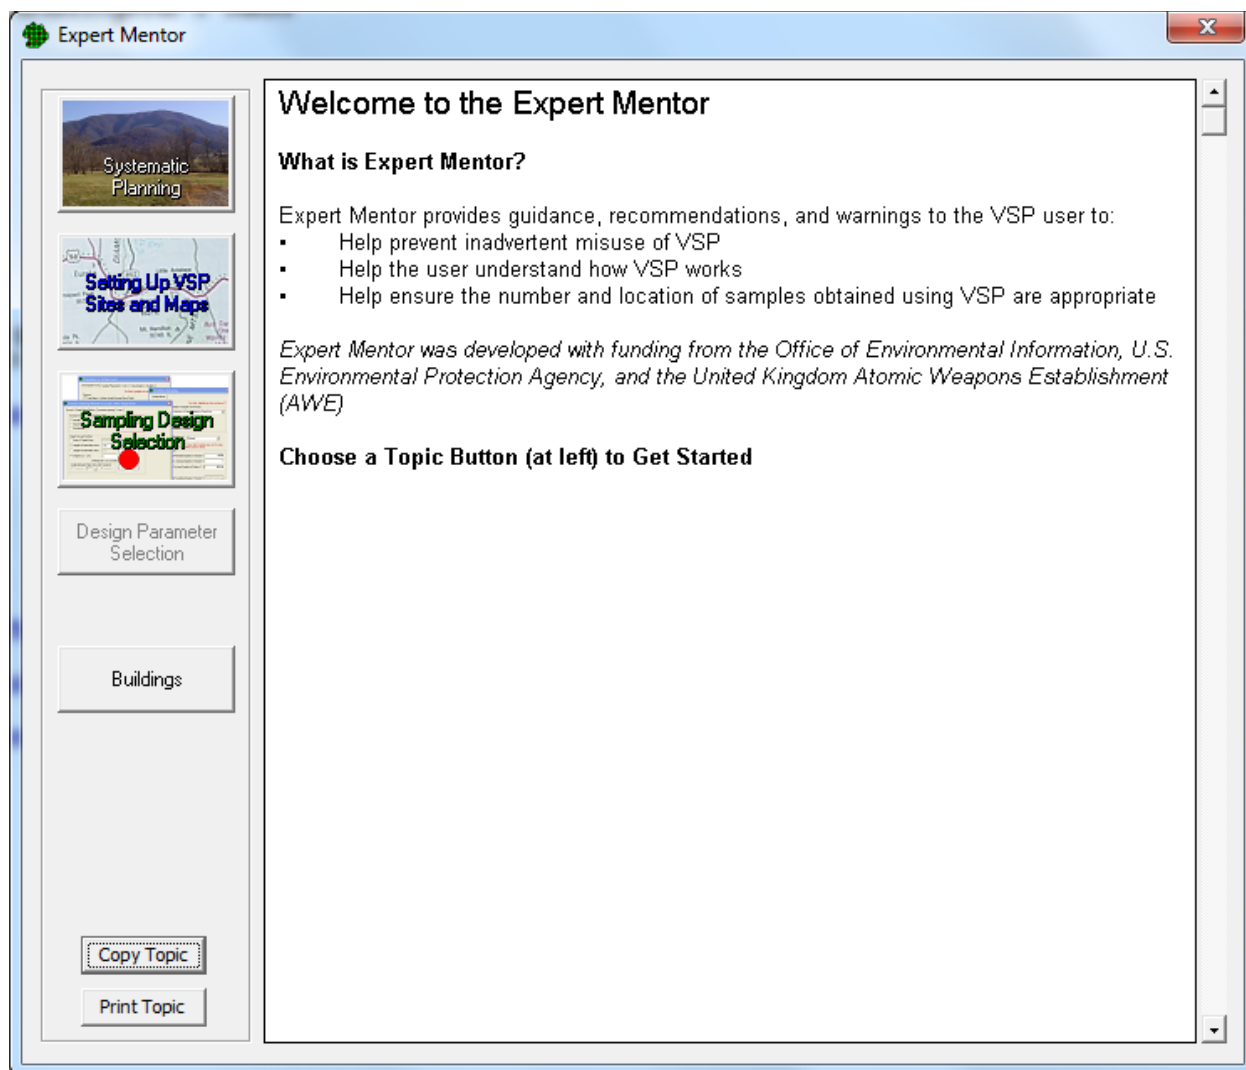 Expert Mentor
Systematic
Planning
Setting Up VSP
Sites and Maps
Sampling Design
Selection
Design Parameter
Selection
Buildings
Copy Topic
Print Topic
Welcome to the Expert Mentor
What is Expert Mentor?
Expert Mentor provides guidance, recommendations, and warnings to the VSP user to:
▪ Help prevent inadvertent misuse of VSP
▪ Help the user understand how VSP works
▪ Help ensure the number and location of samples obtained using VSP are appropriate
Expert Mentor was developed with funding from the Office of Environmental Information, U.S.
Environmental Protection Agency, and the United Kingdom Atomic Weapons Establishment
(AWE)
Choose a Topic Button (at left) to Get Started